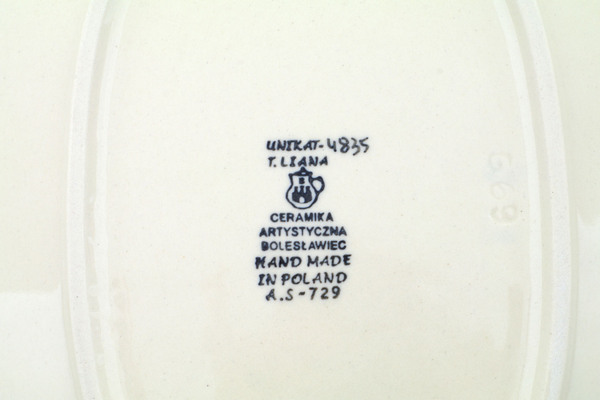 UNIKAT-4835
T. LIANA
B
CERAMIKA
ARTYSTYCZNA
BOLESŁAWIEC
HAND MADE
IN POLAND
A.S-729